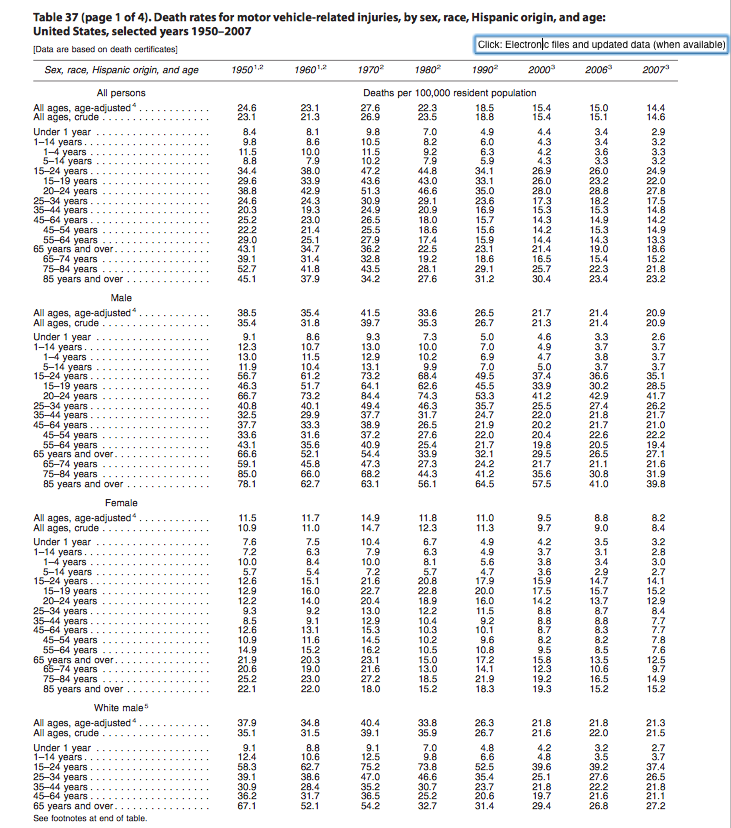 Table 37 (page 1 of 4). Death rates for motor vehicle-related injuries, by sex, race, Hispanic origin, and age:
United States, selected years 1950–2007
[Data are based on death certificates]
Click: Electronic files and updated data (when available)
Sex, race, Hispanic origin, and age 1950¹,² 1960¹,² 1970² 1980² 1990² 2000³ 2006³ 2007³
All persons Deaths per 100,000 resident population
All ages, age-adjusted⁴ 24.6 23.1 27.6 22.3 18.5 15.4 15.0 14.4
All ages, crude 23.1 21.3 26.9 23.5 18.8 15.4 15.1 14.6
Under 1 year 8.4 8.1 9.8 7.0 4.9 4.4 3.4 2.9
1–14 years 9.8 8.6 10.5 8.2 6.0 4.3 3.4 3.2
1–4 years 11.5 10.0 11.5 9.2 6.3 4.2 3.6 3.3
5–14 years 8.8 7.9 10.2 7.9 5.9 4.3 3.3 3.2
15–24 years 34.4 38.0 47.2 44.8 34.1 26.9 26.0 24.9
15–19 years 29.6 33.9 43.6 43.0 33.1 26.0 23.2 22.0
20–24 years 38.8 42.9 51.3 46.6 35.0 28.0 28.8 27.8
25–34 years 24.6 24.3 30.9 29.1 23.6 17.3 18.2 17.5
35–44 years 20.3 19.3 24.9 20.9 16.9 15.3 15.3 14.8
45–64 years 25.2 23.0 26.5 18.0 15.7 14.3 14.9 14.2
45–54 years 22.2 21.4 25.5 18.6 15.6 14.2 15.3 14.9
55–64 years 29.0 25.1 27.9 17.4 15.9 14.4 14.3 13.3
65 years and over 43.1 34.7 36.2 22.5 23.1 21.4 19.0 18.6
65–74 years 39.1 31.4 32.8 19.2 18.6 16.5 15.4 15.2
75–84 years 52.7 41.8 43.5 28.1 29.1 25.7 22.3 21.8
85 years and over 45.1 37.9 34.2 27.6 31.2 30.4 23.4 23.2
Male
All ages, age-adjusted⁴ 38.5 35.4 41.5 33.6 26.5 21.7 21.4 20.9
All ages, crude 35.4 31.8 39.7 35.3 26.7 21.3 21.4 20.9
Under 1 year 9.1 8.6 9.3 7.3 5.0 4.6 3.3 2.6
1–14 years 12.3 10.7 13.0 10.0 7.0 4.9 3.7 3.7
1–4 years 13.0 11.5 12.9 10.2 6.9 4.7 3.8 3.7
5–14 years 11.9 10.4 13.1 9.9 7.0 5.0 3.7 3.7
15–24 years 56.7 61.2 73.2 68.4 49.5 37.4 36.6 35.1
15–19 years 46.3 51.7 64.1 62.6 45.5 33.9 30.2 28.5
20–24 years 66.7 73.2 84.4 74.3 53.3 41.2 42.9 41.7
25–34 years 40.8 40.1 49.4 46.3 35.7 25.5 27.4 26.2
35–44 years 32.5 29.9 37.7 31.7 24.7 22.0 21.8 21.7
45–64 years 37.7 33.3 38.9 26.5 21.9 20.2 21.7 21.0
45–54 years 33.6 31.6 37.2 27.6 22.0 20.4 22.6 22.2
55–64 years 43.1 35.6 40.9 25.4 21.7 19.8 20.5 19.4
65 years and over 66.6 52.1 54.4 33.9 32.1 29.5 26.5 27.1
65–74 years 59.1 45.8 47.3 27.3 24.2 21.7 21.1 21.6
75–84 years 85.0 66.0 68.2 44.3 41.2 35.6 30.8 31.9
85 years and over 78.1 62.7 63.1 56.1 64.5 57.5 41.0 39.8
Female
All ages, age-adjusted⁴ 11.5 11.7 14.9 11.8 11.0 9.5 8.8 8.2
All ages, crude 10.9 11.0 14.7 12.3 11.3 9.7 9.0 8.4
Under 1 year 7.6 7.5 10.4 6.7 4.9 4.2 3.5 3.2
1–14 years 7.2 6.3 7.9 6.3 4.9 3.7 3.1 2.8
1–4 years 10.0 8.4 10.0 8.1 5.6 3.8 3.4 3.0
5–14 years 5.7 5.4 7.2 5.7 4.7 3.6 2.9 2.7
15–24 years 12.6 15.1 21.6 20.8 17.9 15.9 14.7 14.1
15–19 years 12.9 16.0 22.7 22.8 20.0 17.5 15.7 15.2
20–24 years 12.2 14.0 20.4 18.9 16.0 14.2 13.7 12.9
25–34 years 9.3 9.2 13.0 12.2 11.5 8.8 8.7 8.4
35–44 years 8.5 9.1 12.9 10.4 9.2 8.8 8.8 7.7
45–64 years 12.6 13.1 15.3 10.3 10.1 8.7 8.3 7.7
45–54 years 10.9 11.6 14.5 10.2 9.6 8.2 8.2 7.8
55–64 years 14.9 15.2 16.2 10.5 10.8 9.5 8.5 7.6
65 years and over 21.9 20.3 23.1 15.0 17.2 15.8 13.5 12.5
65–74 years 20.6 19.0 21.6 13.0 14.1 12.3 10.6 9.7
75–84 years 25.2 23.0 27.2 18.5 21.9 19.2 16.5 14.9
85 years and over 22.1 22.0 18.0 15.2 18.3 19.3 15.2 15.2
White male⁵
All ages, age-adjusted⁴ 37.9 34.8 40.4 33.8 26.3 21.8 21.8 21.3
All ages, crude 35.1 31.5 39.1 35.9 26.7 21.6 22.0 21.5
Under 1 year 9.1 8.8 9.1 7.0 4.8 4.2 3.2 2.7
1–14 years 12.4 10.6 12.5 9.8 6.6 4.8 3.5 3.7
15–24 years 58.3 62.7 75.2 73.8 52.5 39.6 39.2 37.4
25–34 years 39.1 38.6 47.0 46.6 35.4 25.1 27.6 26.5
35–44 years 30.9 28.4 35.2 30.7 23.7 21.8 22.2 21.8
45–64 years 36.2 31.7 36.5 25.2 20.6 19.7 21.6 21.1
65 years and over 67.1 52.1 54.2 32.7 31.4 29.4 26.8 27.2
See footnotes at end of table.